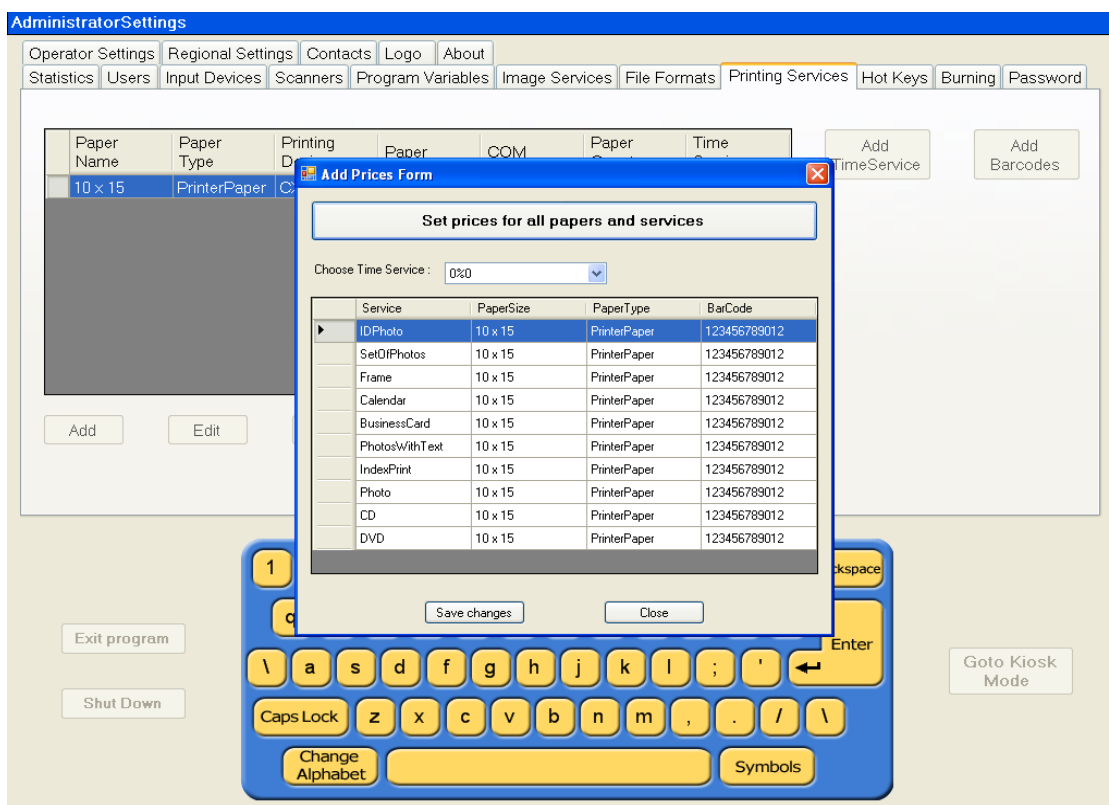 AdministratorSettings
Operator Settings Regional Settings Contacts Logo About
Statistics Users Input Devices Scanners Program Variables Image Services File Formats Printing Services Hot Keys Burning Password
Paper Name Paper Type Printing Paper COM Paper Time
10 x 15 PrinterPaper
Add TimeService
Add Barcodes
Add Edit
Add Prices Form
Set prices for all papers and services
Choose Time Service : 0%0
Service PaperSize PaperType BarCode
IDPhoto 10 x 15 PrinterPaper 123456789012
SetOfPhotos 10 x 15 PrinterPaper 123456789012
Frame 10 x 15 PrinterPaper 123456789012
Calendar 10 x 15 PrinterPaper 123456789012
BusinessCard 10 x 15 PrinterPaper 123456789012
PhotosWithText 10 x 15 PrinterPaper 123456789012
IndexPrint 10 x 15 PrinterPaper 123456789012
Photo 10 x 15 PrinterPaper 123456789012
CD 10 x 15 PrinterPaper 123456789012
DVD 10 x 15 PrinterPaper 123456789012
Save changes Close
Exit program
Shut Down
Goto Kiosk
Mode
1 ckspace
q
Enter
\ a s d f g h j k l ; '
Caps Lock z x c v b n m , . / \
Change
Alphabet
Symbols